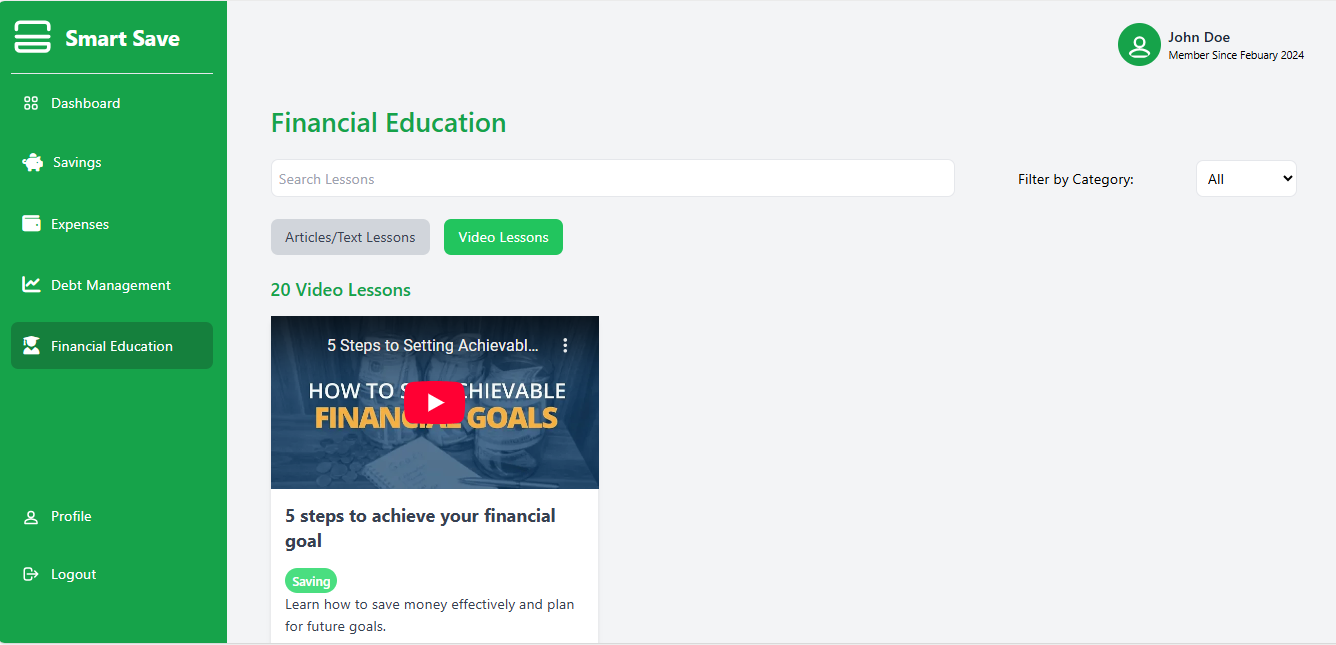 Smart Save
John Doe
Member Since Febuary 2024
Dashboard
Savings
Expenses
Debt Management
Financial Education
Profile
Logout
Financial Education
Search Lessons
Filter by Category:
All
Articles/Text Lessons
Video Lessons
20 Video Lessons
5 Steps to Setting Achievabl...
HOW TO S CHIEVABLE
FINANCIAL GOALS
5 steps to achieve your financial
goal
Saving
Learn how to save money effectively and plan
for future goals.